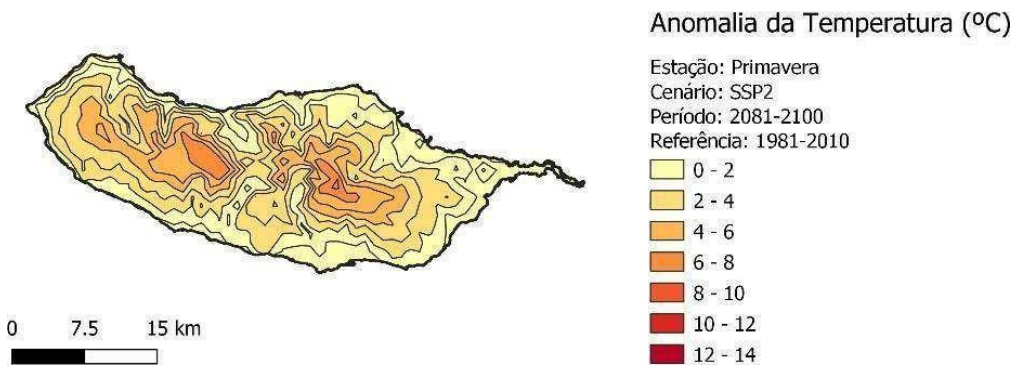 Anomalia da Temperatura (ºC)
Estação: Primavera
Cenário: SSP2
Período: 2081-2100
Referência: 1981-2010
0 - 2
2 - 4
4 - 6
6 - 8
8 - 10
10 - 12
12 - 14
0 7.5 15 km